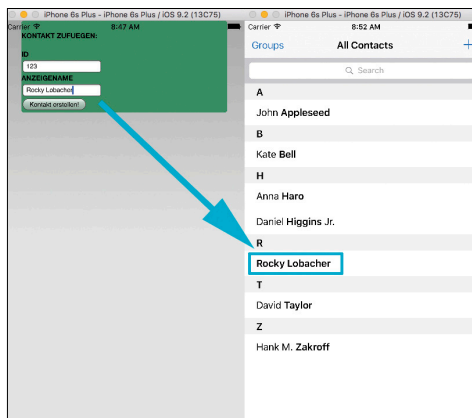 iPhone 6s Plus - iPhone 6s Plus / iOS 9.2 (13C75)
Carrier 8:47 AM
KONTAKT ZUFUEGEN:
ID
123
ANZEIGENAME
Rocky Lobacher
Kontakt erstellen!
iPhone 6s Plus - iPhone 6s Plus / iOS 9.2 (13C75)
Carrier 8:52 AM
Groups All Contacts +
Search
A
John Appleseed
B
Kate Bell
H
Anna Haro
Daniel Higgins Jr.
R
Rocky Lobacher
T
David Taylor
Z
Hank M. Zakroff